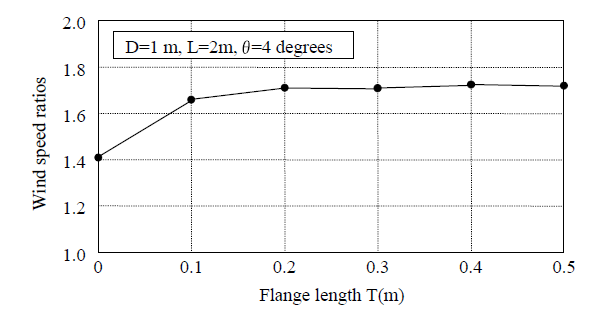 2.0
D=1 m, L=2m, θ=4 degrees
1.8
1.6
1.4
1.2
1.0
Wind speed ratios
0 0.1 0.2 0.3 0.4 0.5
Flange length T(m)